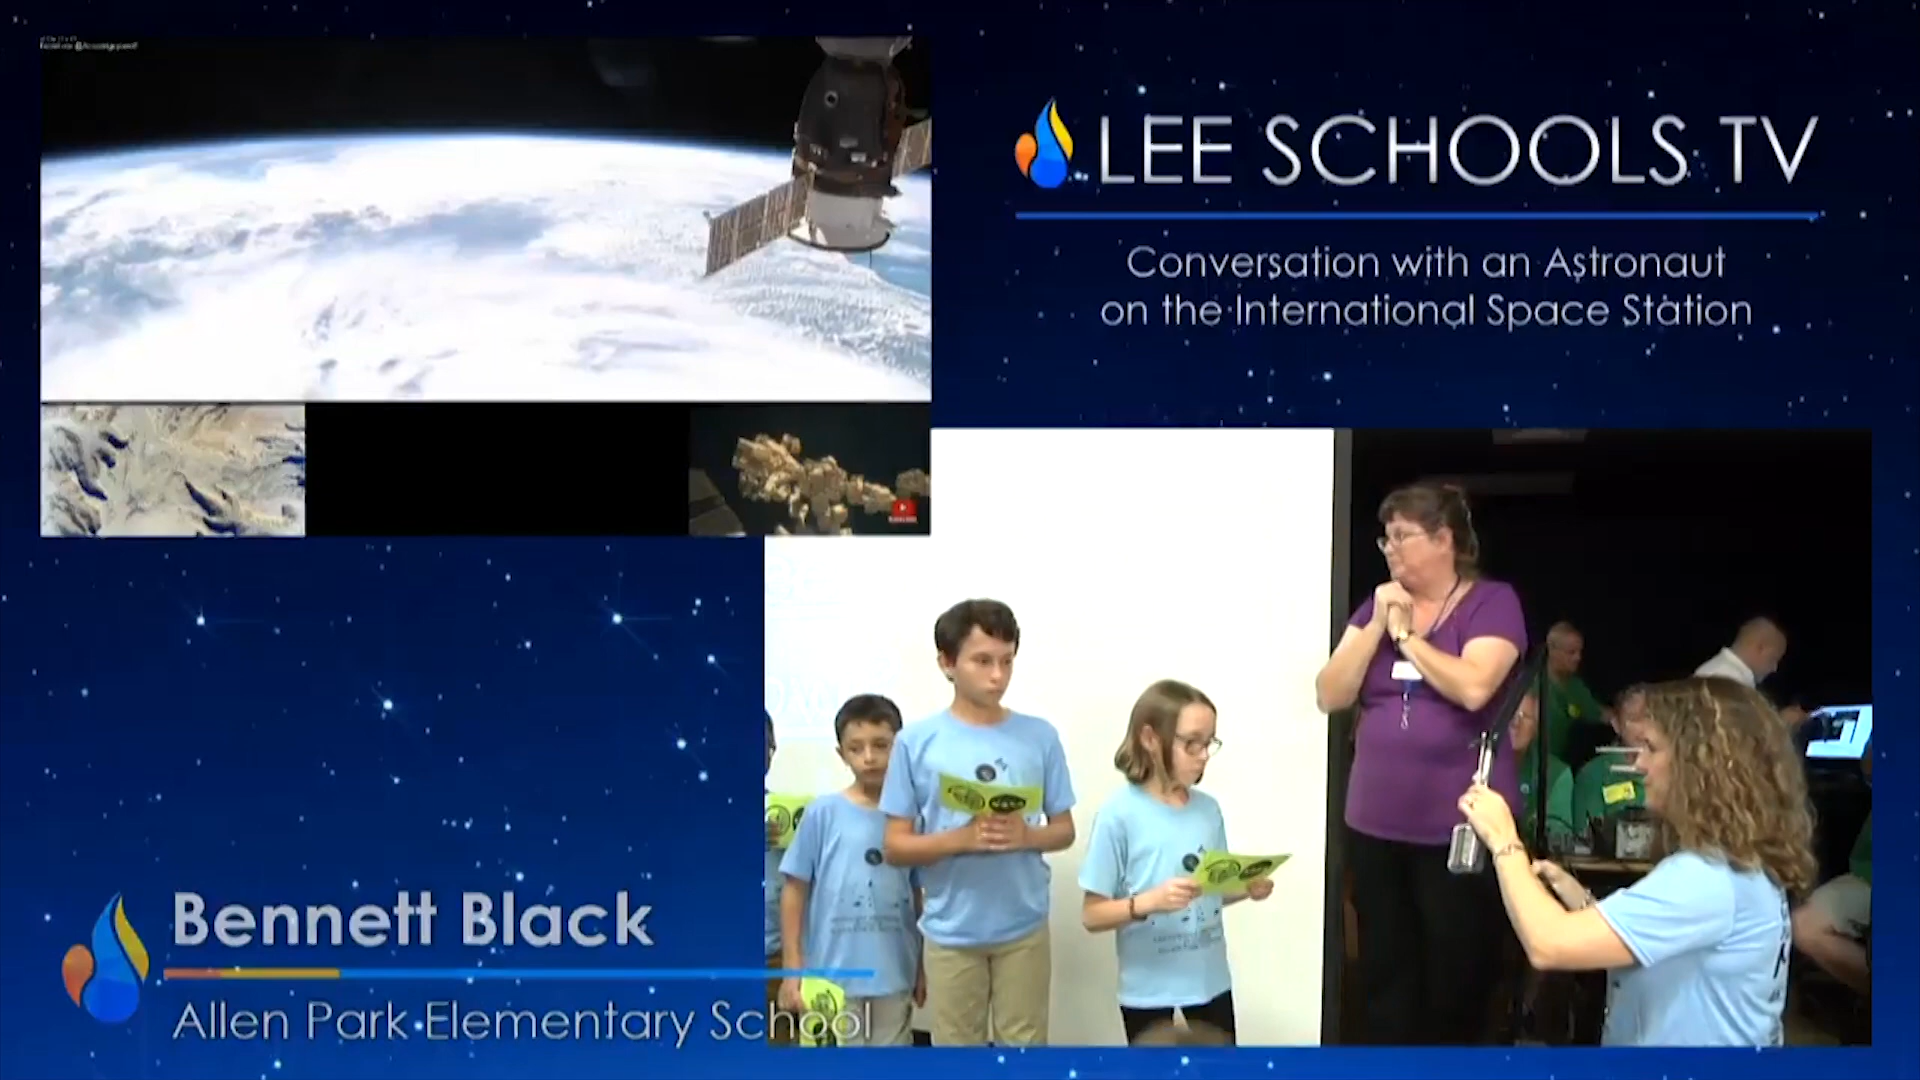 LEE SCHOOLS TV
Conversation with an Astronaut
on the International Space Station
Bennett Black
Allen Park Elementary School